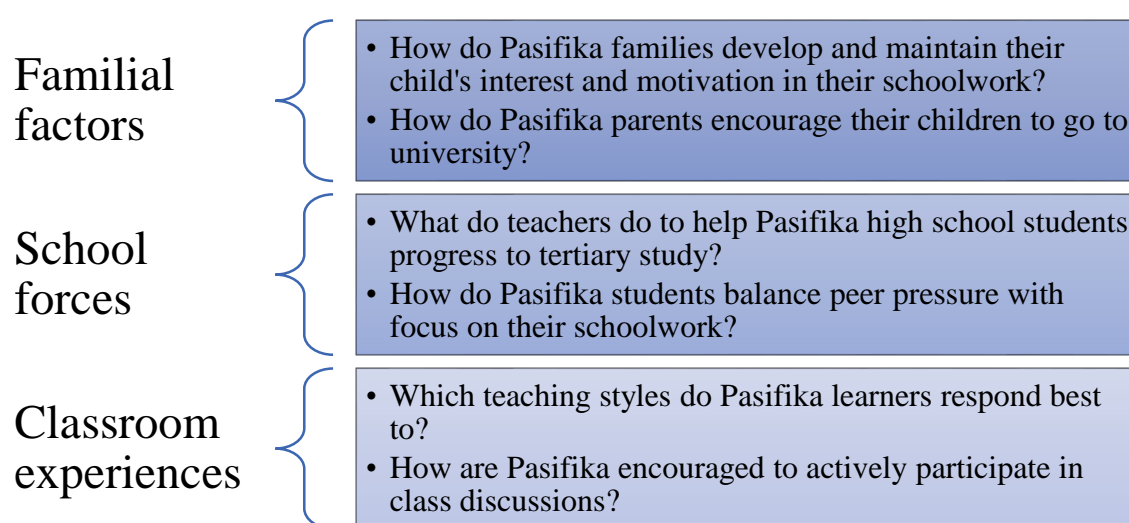 Familial
factors
• How do Pasifika families develop and maintain their
child's interest and motivation in their schoolwork?
• How do Pasifika parents encourage their children to go to
university?
School
forces
• What do teachers do to help Pasifika high school students
progress to tertiary study?
• How do Pasifika students balance peer pressure with
focus on their schoolwork?
Classroom
experiences
• Which teaching styles do Pasifika learners respond best
to?
• How are Pasifika encouraged to actively participate in
class discussions?